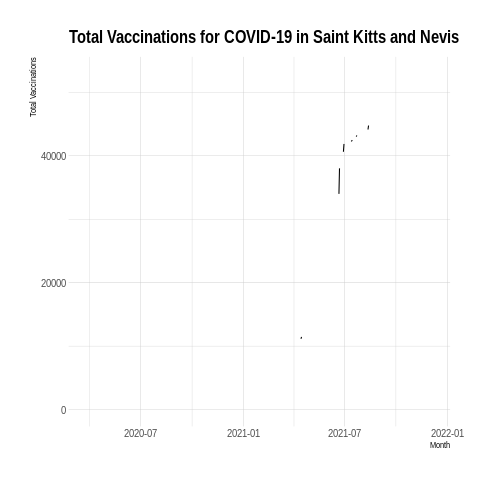 Total Vaccinations for COVID-19 in Saint Kitts and Nevis
Total Vaccinations
40000
20000
0
2020-07
2021-01
2021-07
2022-01
Month